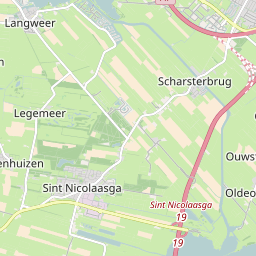 Langweer
Scharsterbrug
Legemeer
Ouwst
enhuizen
Sint Nicolaasga
Oldeo
Sint Nicolaasga
19
19